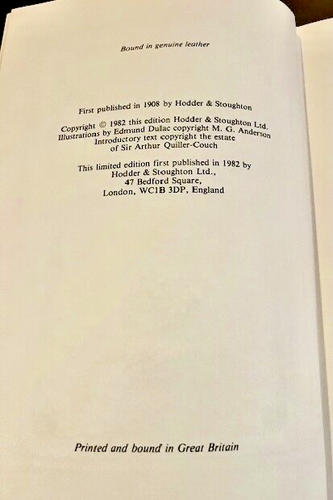 Bound in genuine leather
First published in 1908 by Hodder & Stoughton
Copyright © 1982 this edition Hodder & Stoughton Ltd.
Illustrations by Edmund Dulac copyright M. G. Anderson
Introductory text copyright the estate
of Sir Arthur Quiller-Couch
This limited edition first published in 1982 by
Hodder & Stoughton Ltd.,
47 Bedford Square,
London, WC1B 3DP, England
Printed and bound in Great Britain